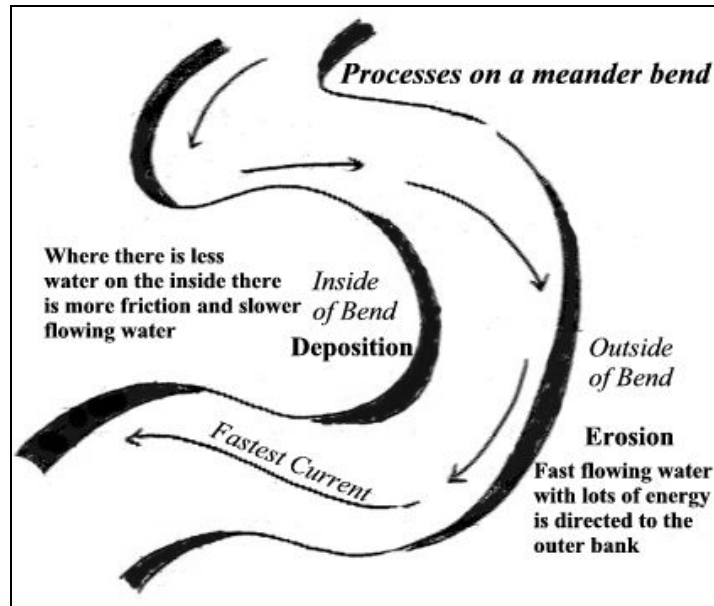 Processes on a meander bend
Where there is less
water on the inside there
is more friction and slower
flowing water
Inside
of Bend
Deposition
Outside
of Bend
Erosion
Fast flowing water
with lots of energy
is directed to the
outer bank
Fastest Current